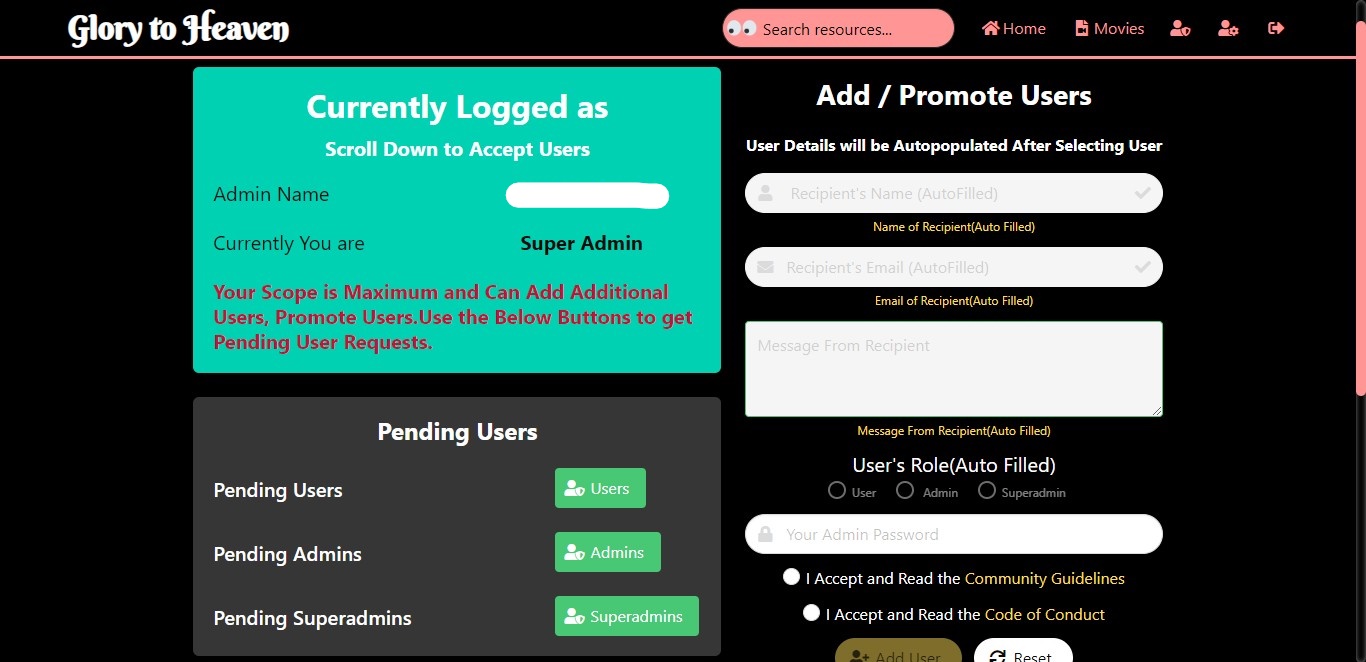 Glory to Heaven
Search resources...
Home
Movies
Currently Logged as
Scroll Down to Accept Users
Admin Name
Currently You are
Super Admin
Your Scope is Maximum and Can Add Additional
Users, Promote Users.Use the Below Buttons to get
Pending User Requests.
Pending Users
Pending Users
Users
Pending Admins
Admins
Pending Superadmins
Superadmins
Add / Promote Users
User Details will be Autopopulated After Selecting User
Recipient's Name (AutoFilled)
Name of Recipient(Auto Filled)
Recipient's Email (AutoFilled)
Email of Recipient(Auto Filled)
Message From Recipient
Message From Recipient(Auto Filled)
User's Role(Auto Filled)
User Admin Superadmin
Your Admin Password
I Accept and Read the Community Guidelines
I Accept and Read the Code of Conduct
Add User
Reset